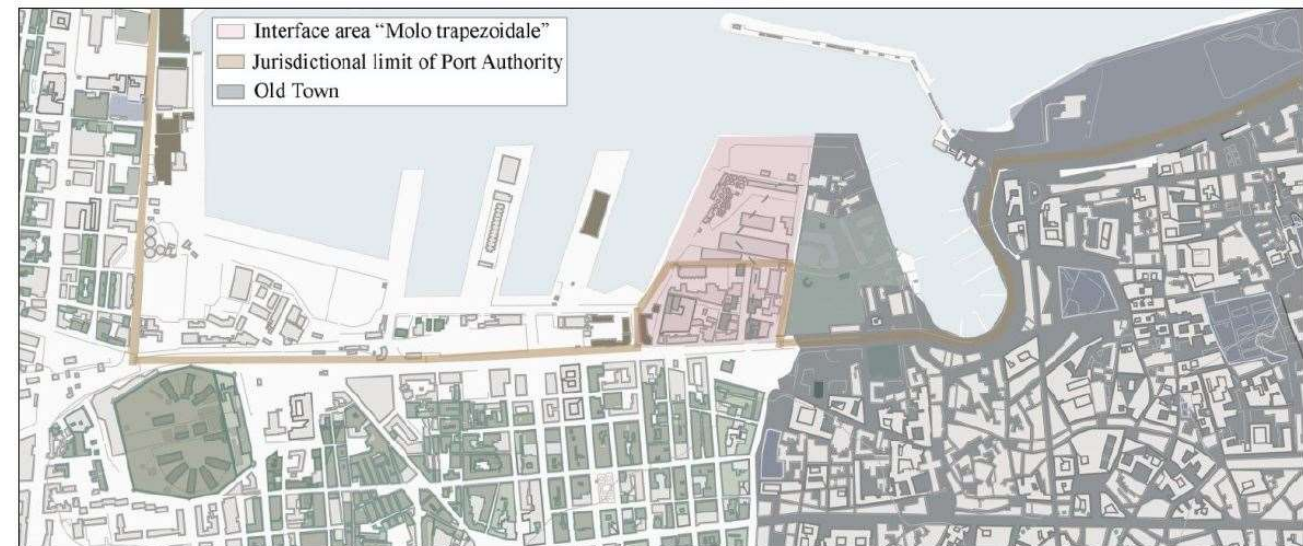 Interface area “Molo trapezoidale”
Jurisdictional limit of Port Authority
Old Town